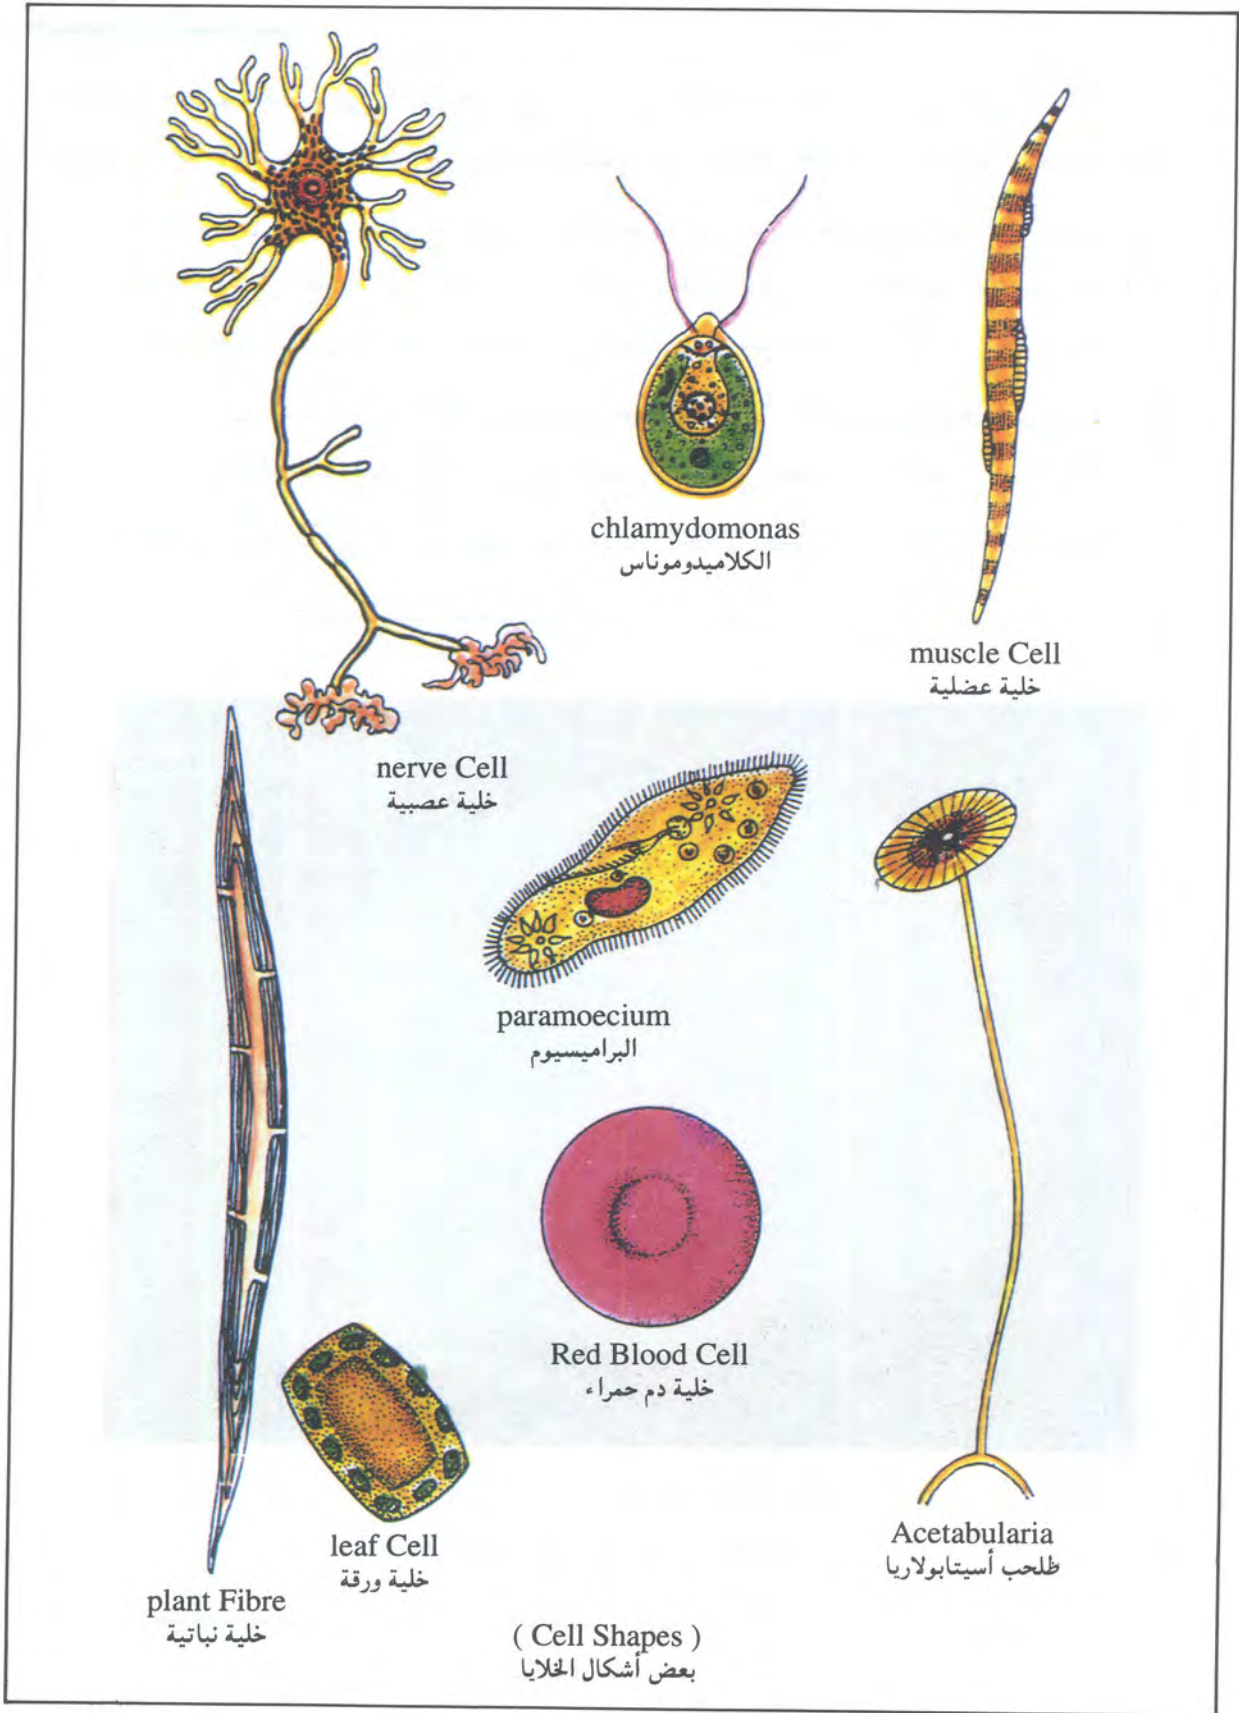 chlamydomonas
الكلاميدوموناس
muscle Cell
خلية عضلية
nerve Cell
خلية عصبية
paramoecium
البراميسيوم
Red Blood Cell
خلية دم حمراء
Acetabularia
ظلحب أسيتابولاريا
leaf Cell
خلية ورقة
plant Fibre
خلية نباتية
( Cell Shapes )
بعض أشكال الخلايا